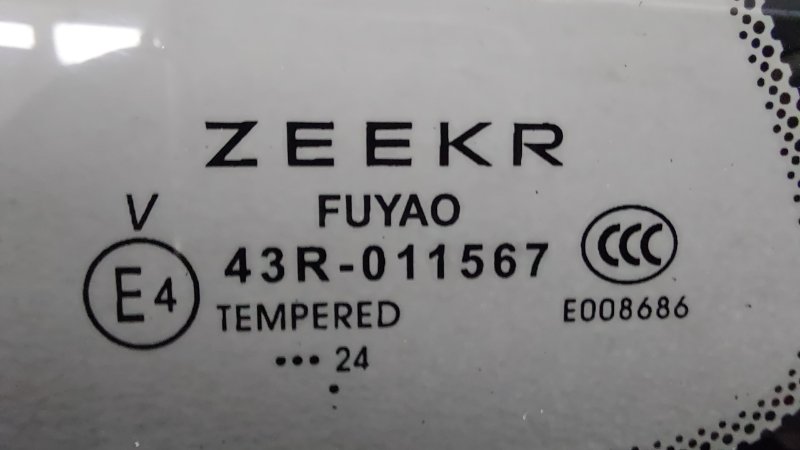 ZEEKR
V FUYAO
E4 43R-011567 CCC
TEMPERED E008686
••• 24
•